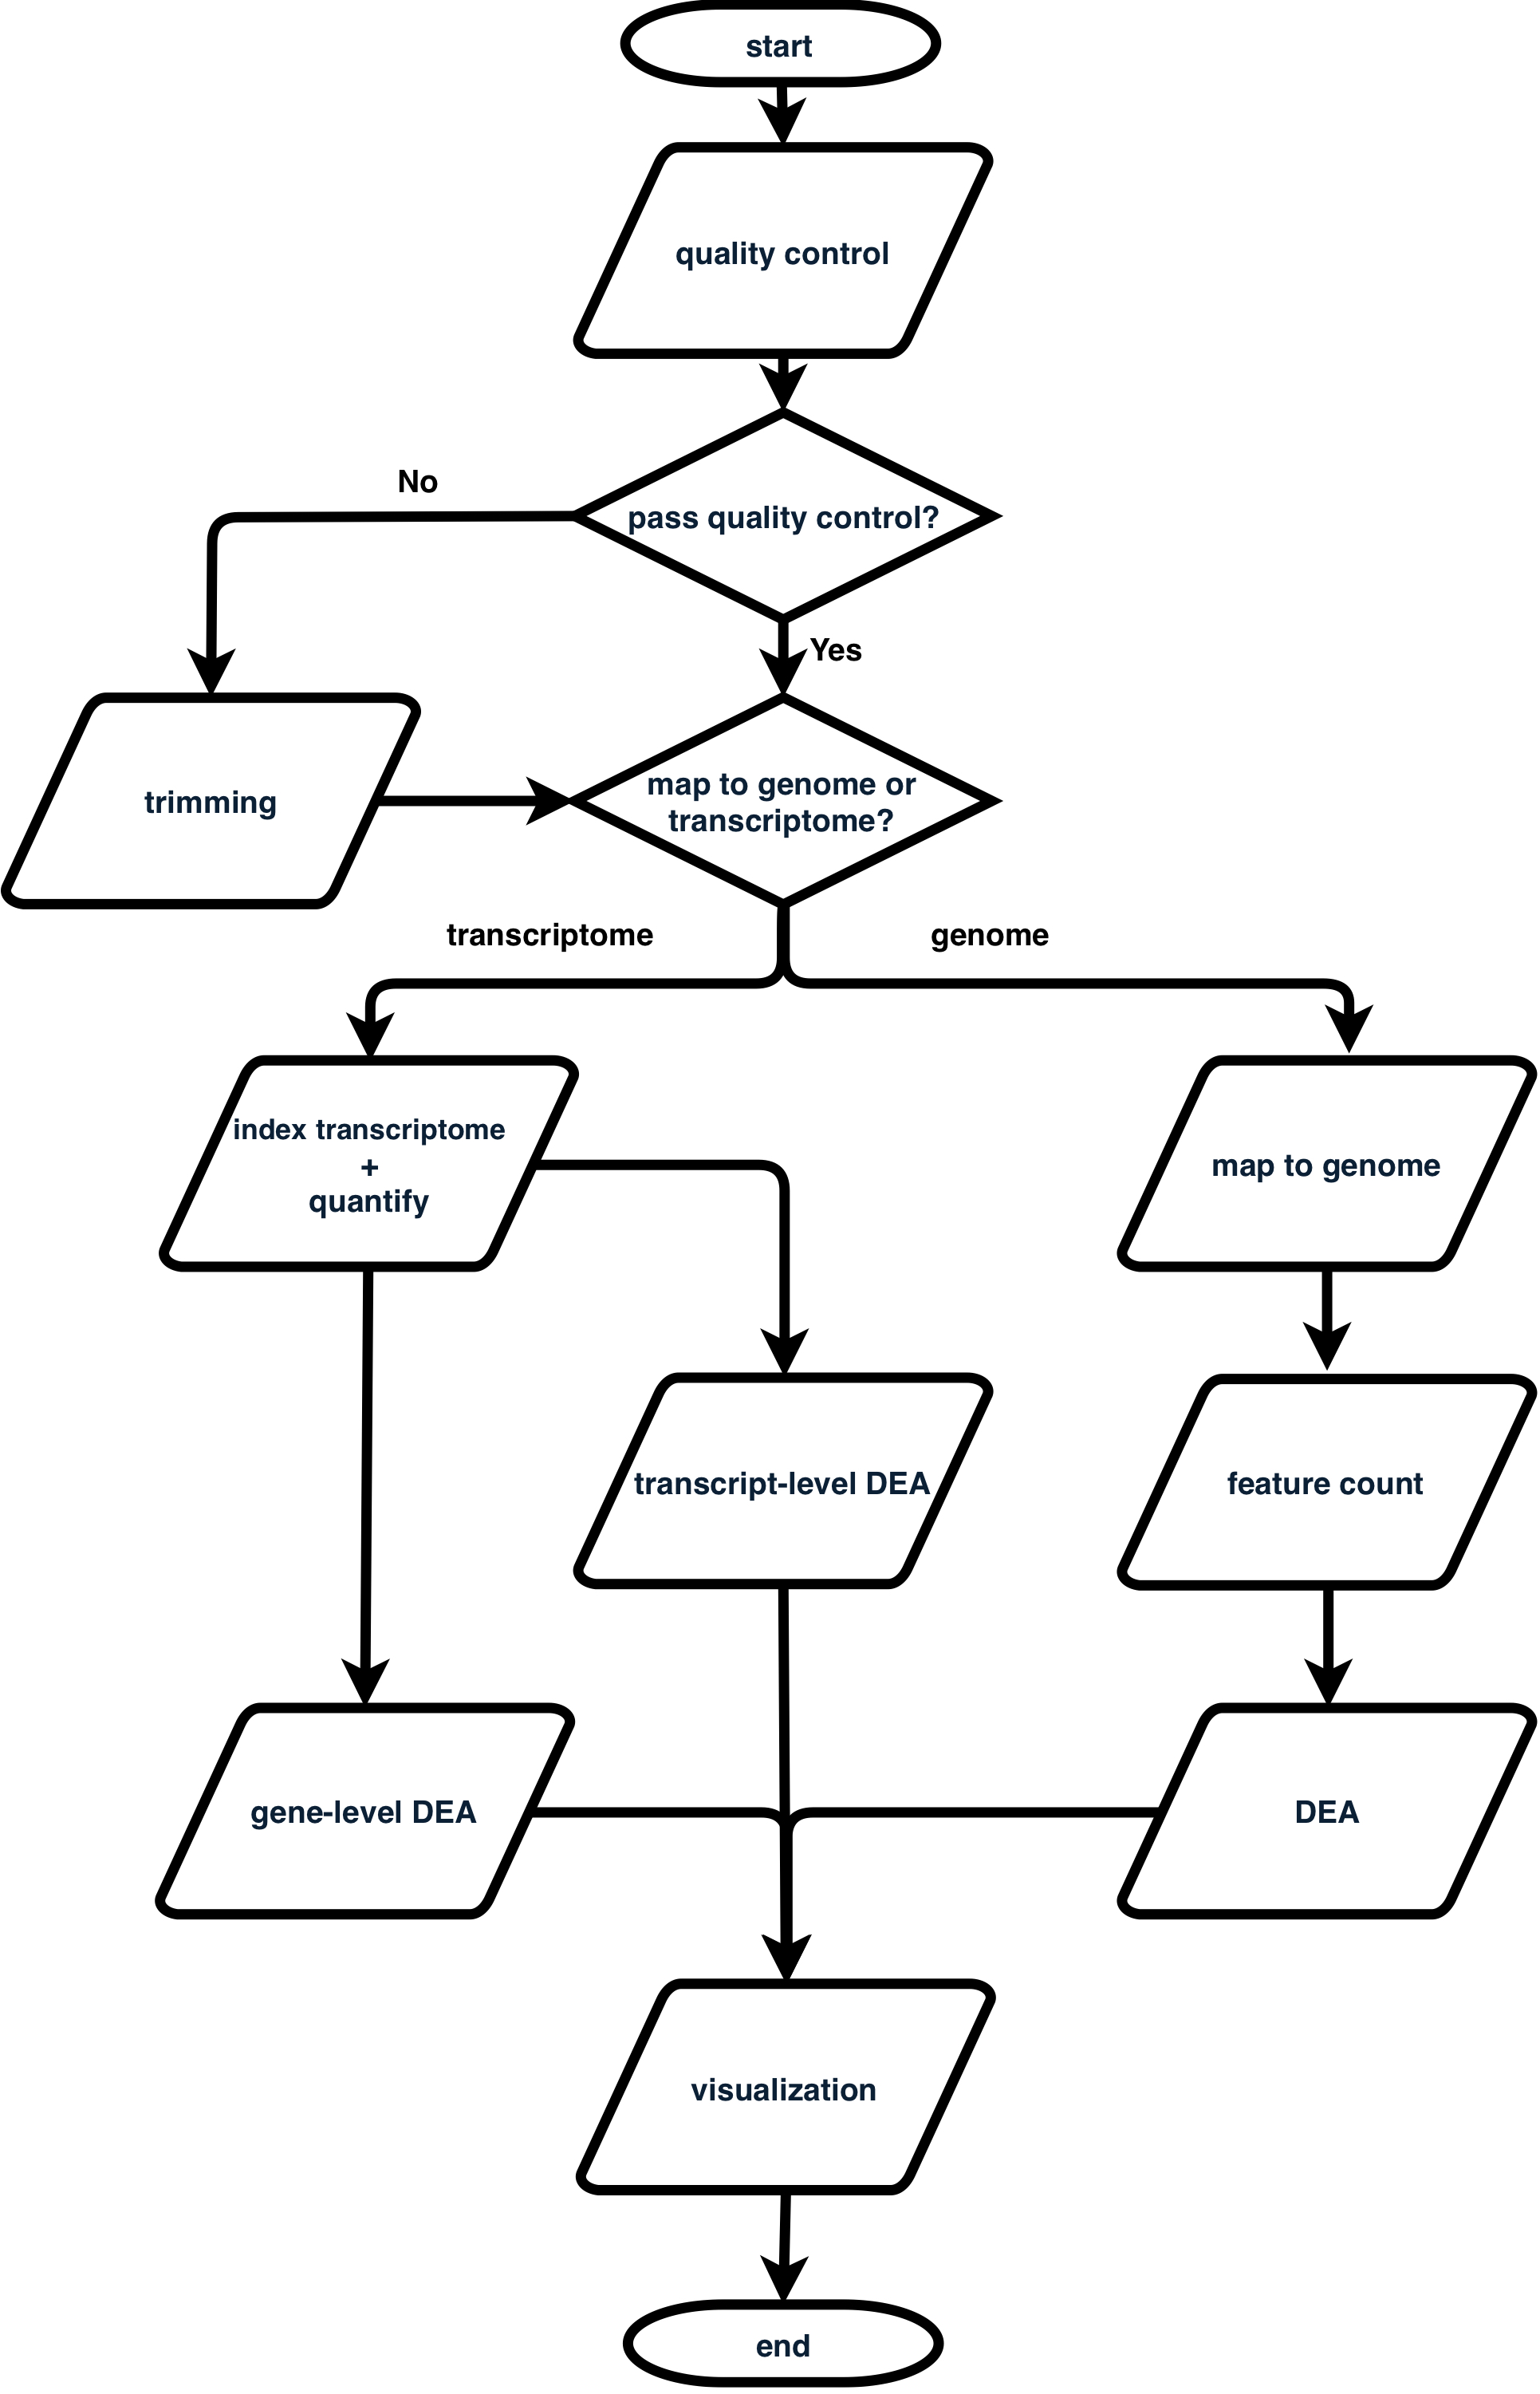 start
quality control
pass quality control?
No
Yes
trimming
map to genome or
transcriptome?
transcriptome
genome
index transcriptome
+
quantify
map to genome
transcript-level DEA
feature count
gene-level DEA
DEA
visualization
end